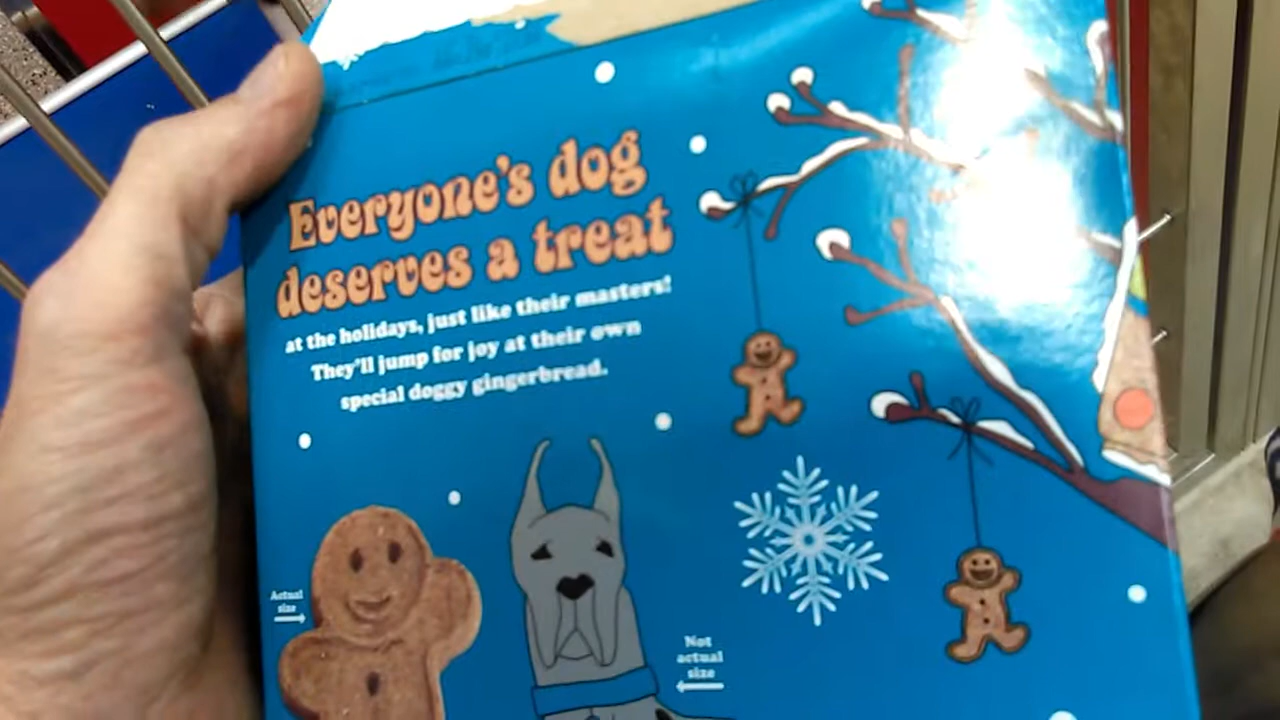 Everyone's dog
deserves a treat
at the holidays, just like their masters!
They'll jump for joy at their own
special doggy gingerbread.
Actual
size
Not
actual
size